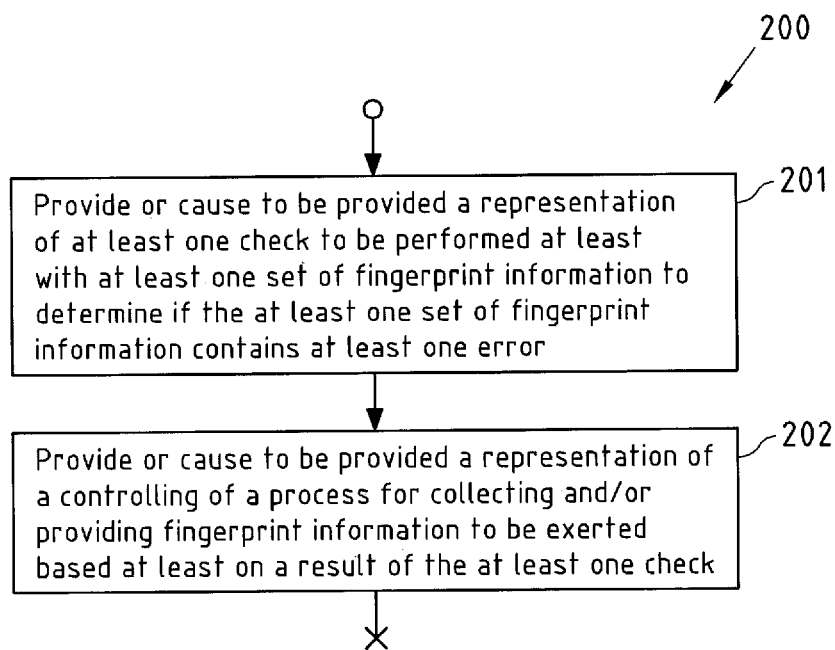 200
201
Provide or cause to be provided a representation
of at least one check to be performed at least
with at least one set of fingerprint information to
determine if the at least one set of fingerprint
information contains at least one error
202
Provide or cause to be provided a representation of
a controlling of a process for collecting and/or
providing fingerprint information to be exerted
based at least on a result of the at least one check